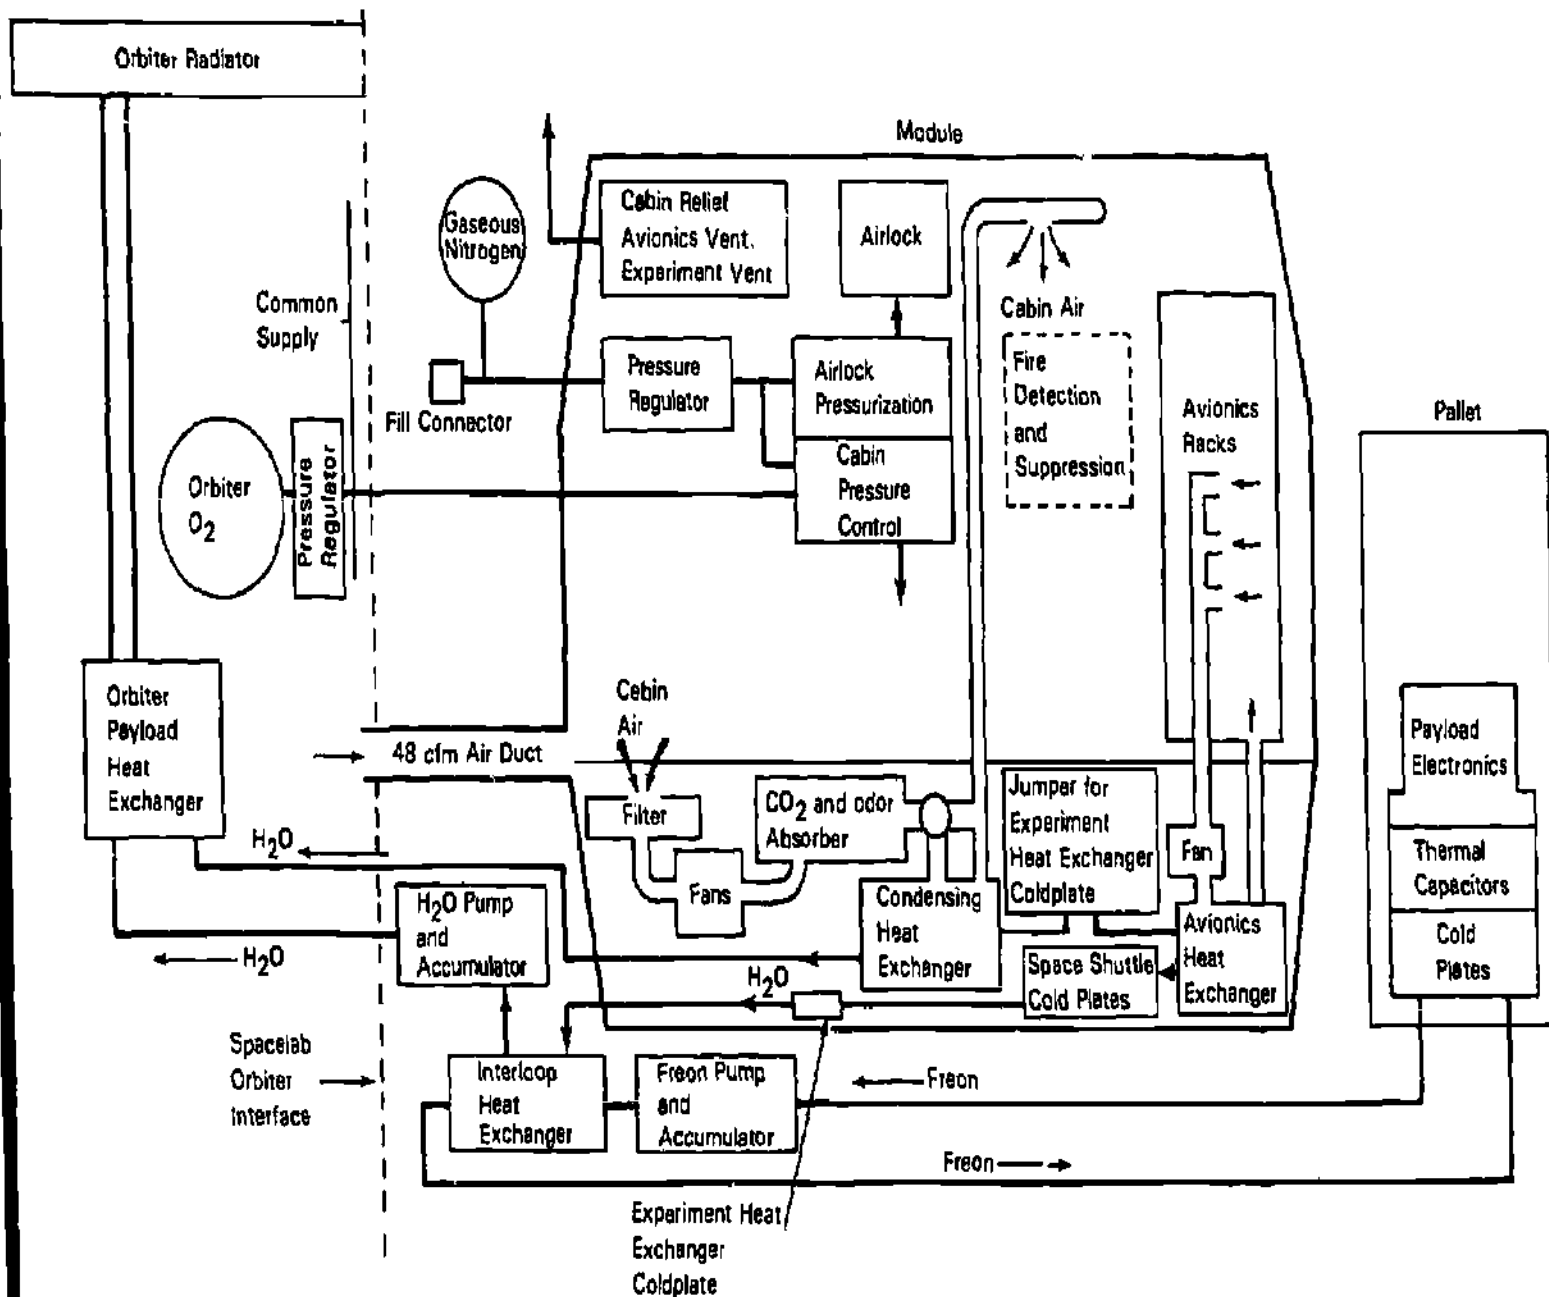 Orbiter Radiator
Module
Gaseous
Nitrogen
Cabin Relief
Avionics Vent.
Experiment Vent
Airlock
Common
Supply
Cabin Air
Fire
Detection
and
Suppression
Pressure
Regulator
Airlock
Pressurization
Fill Connector
Avionics
Racks
Pallet
Orbiter
O2
Pressure
Regulator
Cabin
Pressure
Control
Orbiter
Payload
Heat
Exchanger
48 cfm Air Duct
Cabin
Air
Filter
Fans
CO2 and odor
Absorber
Jumper for
Experiment
Heat Exchanger
Coldplate
Fan
Payload
Electronics
Thermal
Capacitors
Cold
Plates
H2O
H2O Pump
and
Accumulator
H2O
Condensing
Heat
Exchanger
Space Shuttle
Cold Plates
Avionics
Heat
Exchanger
H2O
Spacelab
Orbiter
Interface
Interloop
Heat
Exchanger
Freon Pump
and
Accumulator
Freon
Freon
Experiment Heat
Exchanger
Coldplate